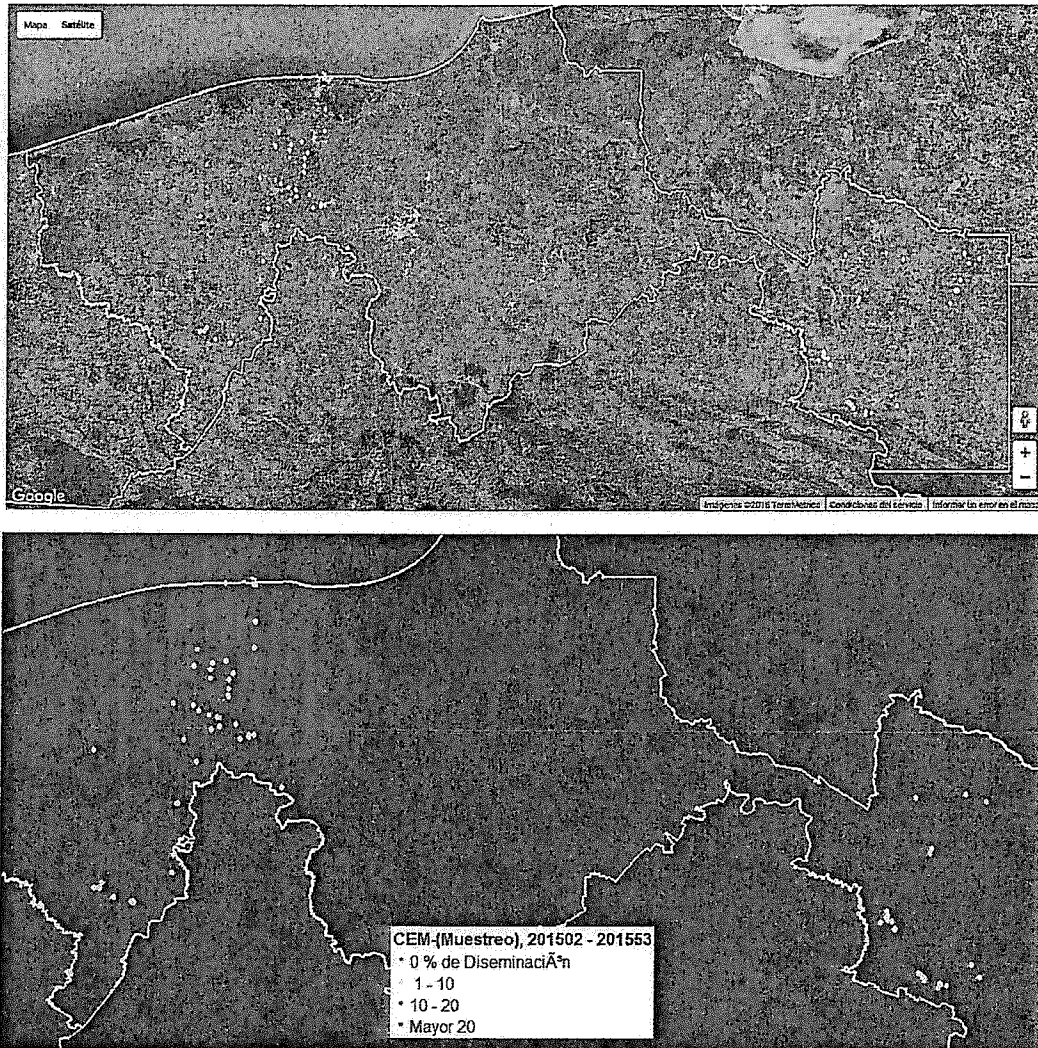 Mapa Satélite
Google
Imágenes ©2016 TerraMetrics Condiciones del servicio Informar un error en el mapa
CEM-(Muestreo), 201502 - 201553
* 0 % de DiseminaciÃ³n
1 - 10
* 10 - 20
* Mayor 20